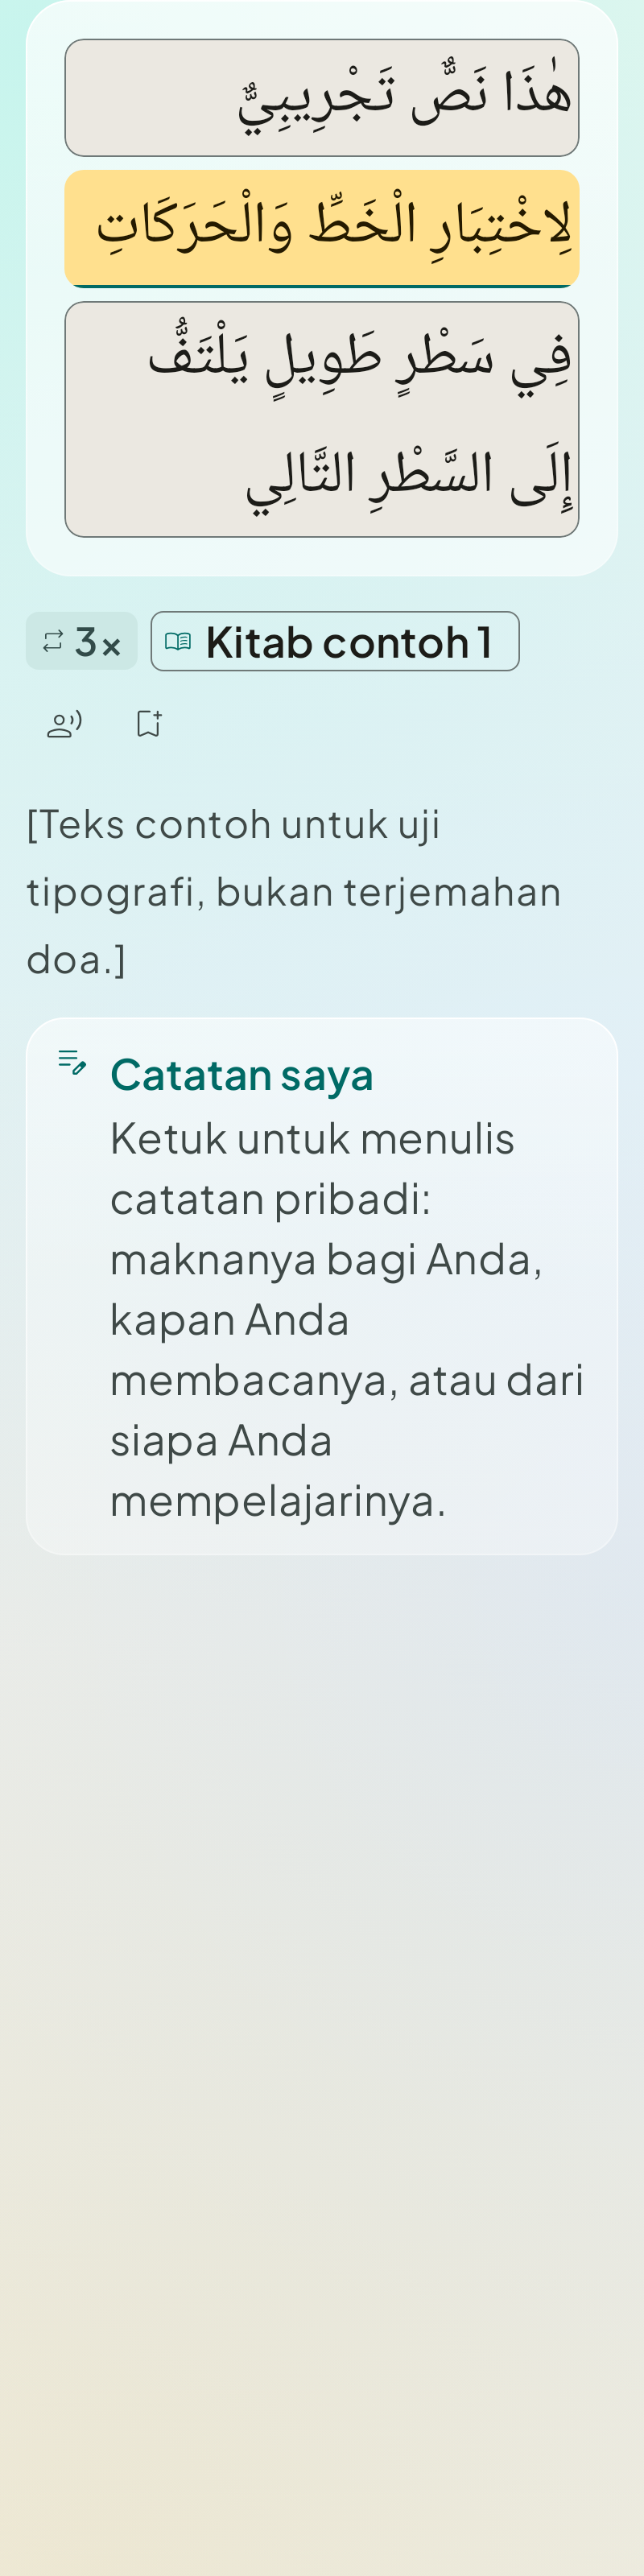 هٰذَا نَصٌّ تَجْرِيبِيٌّ
لِاخْتِبَارِ الْخَطِّ وَالْحَرَكَاتِ
فِي سَطْرٍ طَوِيلٍ يَلْتَفُّ
إِلَى السَّطْرِ التَّالِي
3×
Kitab contoh 1
[Teks contoh untuk uji
tipografi, bukan terjemahan
doa.]
Catatan saya
Ketuk untuk menulis
catatan pribadi:
maknanya bagi Anda,
kapan Anda
membacanya, atau dari
siapa Anda
mempelajarinya.